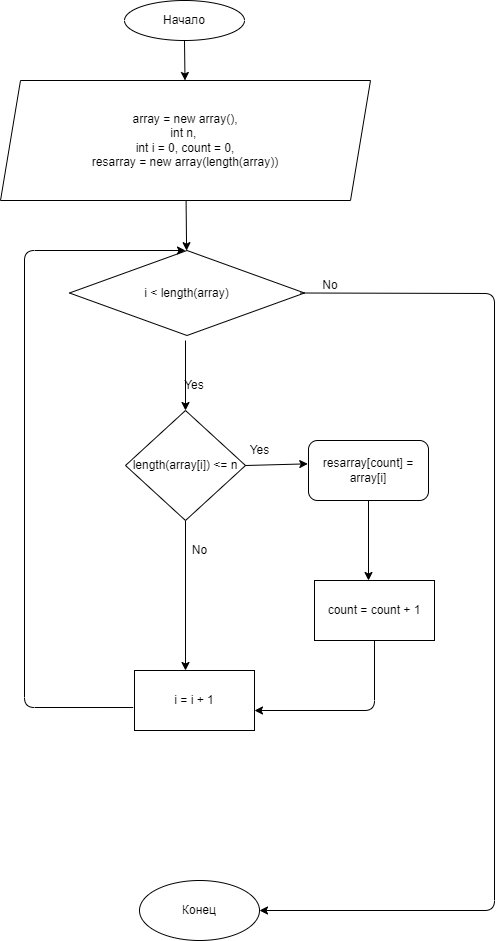 Начало
array = new array(),
int n,
int i = 0, count = 0,
resarray = new array(length(array))
i < length(array)
No
Yes
length(array[i]) <= n
Yes
resarray[count] =
array[i]
No
count = count + 1
i = i + 1
Конец